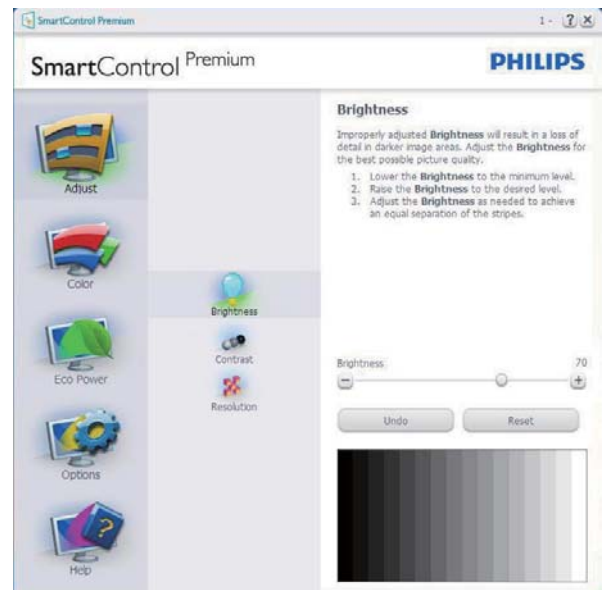 SmartControl Premium
1 - ? X
SmartControl Premium
PHILIPS
Adjust
Color
Eco Power
Options
Help
Brightness
Contrast
Resolution
Brightness
Improperly adjusted Brightness will result in a loss of
detail in darker image areas. Adjust the Brightness for
the best possible picture quality.
1. Lower the Brightness to the minimum level.
2. Raise the Brightness to the desired level.
3. Adjust the Brightness as needed to achieve
an equal separation of the stripes.
Brightness 70
Undo Reset